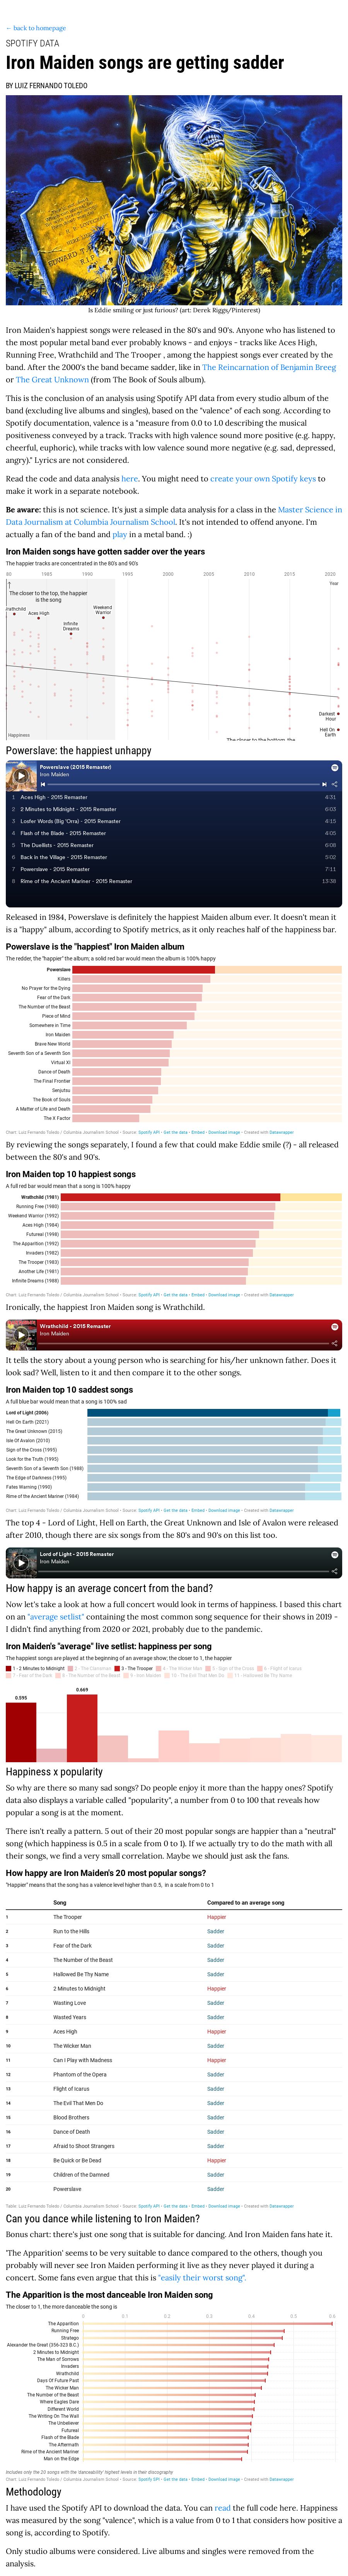 ← back to homepage
SPOTIFY DATA
Iron Maiden songs are getting sadder
BY LUIZ FERNANDO TOLEDO
Is Eddie smiling or just furious? (art: Derek Riggs/Pinterest)
Iron Maiden's happiest songs were released in the 80's and 90's. Anyone who has listened to
the most popular metal band ever probably knows - and enjoys - tracks like Aces High,
Running Free, Wrathchild and The Trooper , among the happiest songs ever created by the
band. After the 2000's the band became sadder, like in The Reincarnation of Benjamin Breeg
or The Great Unknown (from The Book of Souls album).
This is the conclusion of an analysis using Spotify API data from every studio album of the
band (excluding live albums and singles), based on the "valence" of each song. According to
Spotify documentation, valence is a "measure from 0.0 to 1.0 describing the musical
positiveness conveyed by a track. Tracks with high valence sound more positive (e.g. happy,
cheerful, euphoric), while tracks with low valence sound more negative (e.g. sad, depressed,
angry)." Lyrics are not considered.
Read the code and data analysis here. You might need to create your own Spotify keys to
make it work in a separate notebook.
Be aware: this is not science. It's just a simple data analysis for a class in the Master Science in
Data Journalism at Columbia Journalism School. It's not intended to offend anyone. I'm
actually a fan of the band and play in a metal band. :)
Iron Maiden songs have gotten sadder over the years
The happier tracks are concentrated in the 80's and 90's
80 1985 1990 1995 2000 2005 2010 2015 2020
↑ Year
The closer to the top, the happier
is the song
Aces High
Weekend
Warrior
Infinite
Dreams
Darkest
Hour
Hell On
Earth
Happiness
Powerslave: the happiest unhappy
Powerslave (2015 Remaster)
Iron Maiden
1 Aces High - 2015 Remaster 4:31
2 2 Minutes to Midnight - 2015 Remaster 6:03
3 Losfer Words (Big 'Orra) - 2015 Remaster 4:15
4 Flash of the Blade - 2015 Remaster 4:05
5 The Duellists - 2015 Remaster 6:08
6 Back in the Village - 2015 Remaster 5:02
7 Powerslave - 2015 Remaster 7:11
8 Rime of the Ancient Mariner - 2015 Remaster 13:38
Released in 1984, Powerslave is definitely the happiest Maiden album ever. It doesn't mean it
is a "happy" album, according to Spotify metrics, as it only reaches half of the happiness bar.
Powerslave is the "happiest" Iron Maiden album
The redder, the "happier" the album, a solid red bar would mean the album is 100% happy
Powerslave
Killers
No Prayer for the Dying
Fear of the Dark
The Number of the Beast
Piece of Mind
Somewhere in Time
Iron Maiden
Brave New World
Seventh Son of a Seventh Son
Virtual XI
Dance of Death
The Final Frontier
Senjutsu
The Book of Souls
A Matter of Life and Death
The X Factor
Chart: Luiz Fernando Toledo / Columbia Journalism School • Source: Spotify API • Get the data • Embed • Download image • Created with Datawrapper
By reviewing the songs separately, I found a few that could make Eddie smile (?) - all released
between the 80's and 90's.
Iron Maiden top 10 happiest songs
A full red bar would mean that a song is 100% happy
Wrathchild (1981)
Running Free (1980)
Weekend Warrior (1992)
Aces High (1984)
Futureal (1998)
The Apparition (1992)
Invaders (1982)
The Trooper (1983)
Another Life (1981)
Infinite Dreams (1988)
Chart: Luiz Fernando Toledo / Columbia Journalism School • Source: Spotify API • Get the data • Embed • Download image • Created with Datawrapper
Ironically, the happiest Iron Maiden song is Wrathchild.
Wrathchild - 2015 Remaster
Iron Maiden
It tells the story about a young person who is searching for his/her unknown father. Does it
look sad? Well, listen to it and then compare it to the other songs.
Iron Maiden top 10 saddest songs
A full blue bar would mean that a song is 100% sad
Lord of Light (2006)
Hell On Earth (2021)
The Great Unknown (2015)
Isle Of Avalon (2010)
Sign of the Cross (1995)
Look for the Truth (1995)
Seventh Son of a Seventh Son (1988)
The Edge of Darkness (1995)
Fates Warning (1990)
Rime of the Ancient Mariner (1984)
Chart: Luiz Fernando Toledo / Columbia Journalism School • Source: Spotify API • Get the data • Embed • Download image • Created with Datawrapper
The top 4 - Lord of Light, Hell on Earth, the Great Unknown and Isle of Avalon were released
after 2010, though there are six songs from the 80's and 90's on this list too.
Lord of Light - 2015 Remaster
Iron Maiden
How happy is an average concert from the band?
Now let's take a look at how a full concert would look in terms of happiness. I based this chart
on an "average setlist" containing the most common song sequence for their shows in 2019 -
I didn't find anything from 2020 or 2021, probably due to the pandemic.
Iron Maiden's "average" live setlist: happiness per song
The happiest songs are played at the beginning of an average show; the closer to 1, the happier
1 - 2 Minutes to Midnight 2 - The Clansman 3 - The Trooper 4 - The Wicker Man 5 - Sign of the Cross 6 - Flight of Icarus
7 - Fear of the Dark 8 - The Number of the Beast 9 - Iron Maiden 10 - The Evil That Men Do 11 - Hallowed Be Thy Name
0.595
0.669
Happiness x popularity
So why are there so many sad songs? Do people enjoy it more than the happy ones? Spotify
data also displays a variable called "popularity", a number from 0 to 100 that reveals how
popular a song is at the moment.
There isn't really a pattern. 5 out of their 20 most popular songs are happier than a "neutral"
song (which hapiness is 0.5 in a scale from 0 to 1). If we actually try to do the math with all
their songs, we find a very small correlation. Maybe we should just ask the fans.
How happy are Iron Maiden's 20 most popular songs?
"Happier" means that the song has a valence level higher than 0.5, in a scale from 0 to 1
Song Compared to an average song
1 The Trooper Happier
2 Run to the Hills Sadder
3 Fear of the Dark Sadder
4 The Number of the Beast Sadder
5 Hallowed Be Thy Name Sadder
6 2 Minutes to Midnight Happier
7 Wasting Love Sadder
8 Wasted Years Sadder
9 Aces High Happier
10 The Wicker Man Sadder
11 Can I Play with Madness Happier
12 Phantom of the Opera Sadder
13 Flight of Icarus Sadder
14 The Evil That Men Do Sadder
15 Blood Brothers Sadder
16 Dance of Death Sadder
17 Afraid to Shoot Strangers Sadder
18 Be Quick or Be Dead Happier
19 Children of the Damned Sadder
20 Powerslave Sadder
Table: Luiz Fernando Toledo / Columbia Journalism School • Source: Spotify API • Get the data • Embed • Download image • Created with Datawrapper
Can you dance while listening to Iron Maiden?
Bonus chart: there's just one song that is suitable for dancing. And Iron Maiden fans hate it.
'The Apparition' seems to be very suitable to dance compared to the others, though you
probably will never see Iron Maiden performing it live as they never played it during a
concert. Some fans even argue that this is "easily their worst song".
The Apparition is the most danceable Iron Maiden song
The closer to 1, the more danceable the song is
0 0.1 0.2 0.3 0.4 0.5 0.6
The Apparition
Running Free
Stratego
Alexander the Great (356-323 B.C.)
2 Minutes to Midnight
The Man of Sorrows
Invaders
Wrathchild
Days Of Future Past
The Wicker Man
The Number of the Beast
Where Eagles Dare
Different World
The Writing On The Wall
The Unbeliever
Futureal
Flash of the Blade
The Aftermath
Rime of the Ancient Mariner
Man on the Edge
Includes only the 20 songs with the 'danceability' highest levels in their discography
Chart: Luiz Fernando Toledo / Columbia Journalism School • Source: Spotify API • Get the data • Embed • Download image • Created with Datawrapper
Methodology
I have used the Spotify API to download the data. You can read the full code here. Happiness
was measured by the song "valence", which is a value from 0 to 1 that considers how positive a
song is, according to Spotify.
Only studio albums were considered. Live albums and singles were removed from the
analysis.